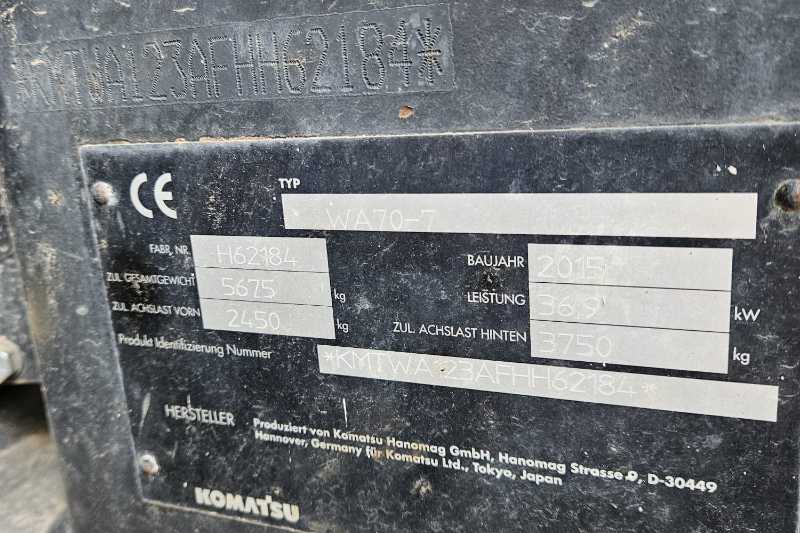 *KMTWA123AFHH62184*
CE
TYP WA70-7
FABR. NR. H62184 BAUJAHR 2015
ZUL. GESAMTGEWICHT 5675 kg LEISTUNG 36,9 kW
ZUL. ACHSLAST VORN 2450 kg ZUL. ACHSLAST HINTEN 3750 kg
Produkt Identifizierung Nummer *KMTWA123AFHH62184*
HERSTELLER Produziert von Komatsu Hanomag GmbH, Hanomag Strasse 9, D-30449
Hannover, Germany für Komatsu Ltd., Tokyo, Japan
KOMATSU